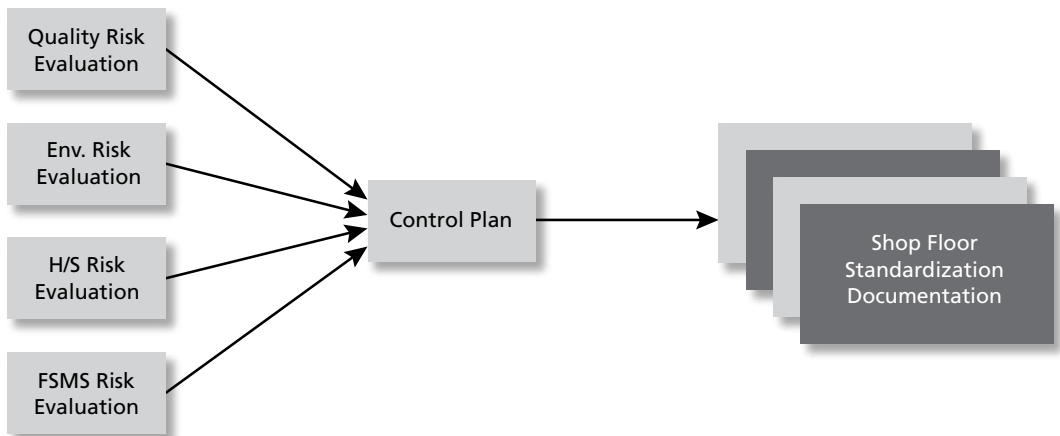 Quality Risk
Evaluation
Env. Risk
Evaluation
H/S Risk
Evaluation
FSMS Risk
Evaluation
Control Plan
Shop Floor
Standardization
Documentation